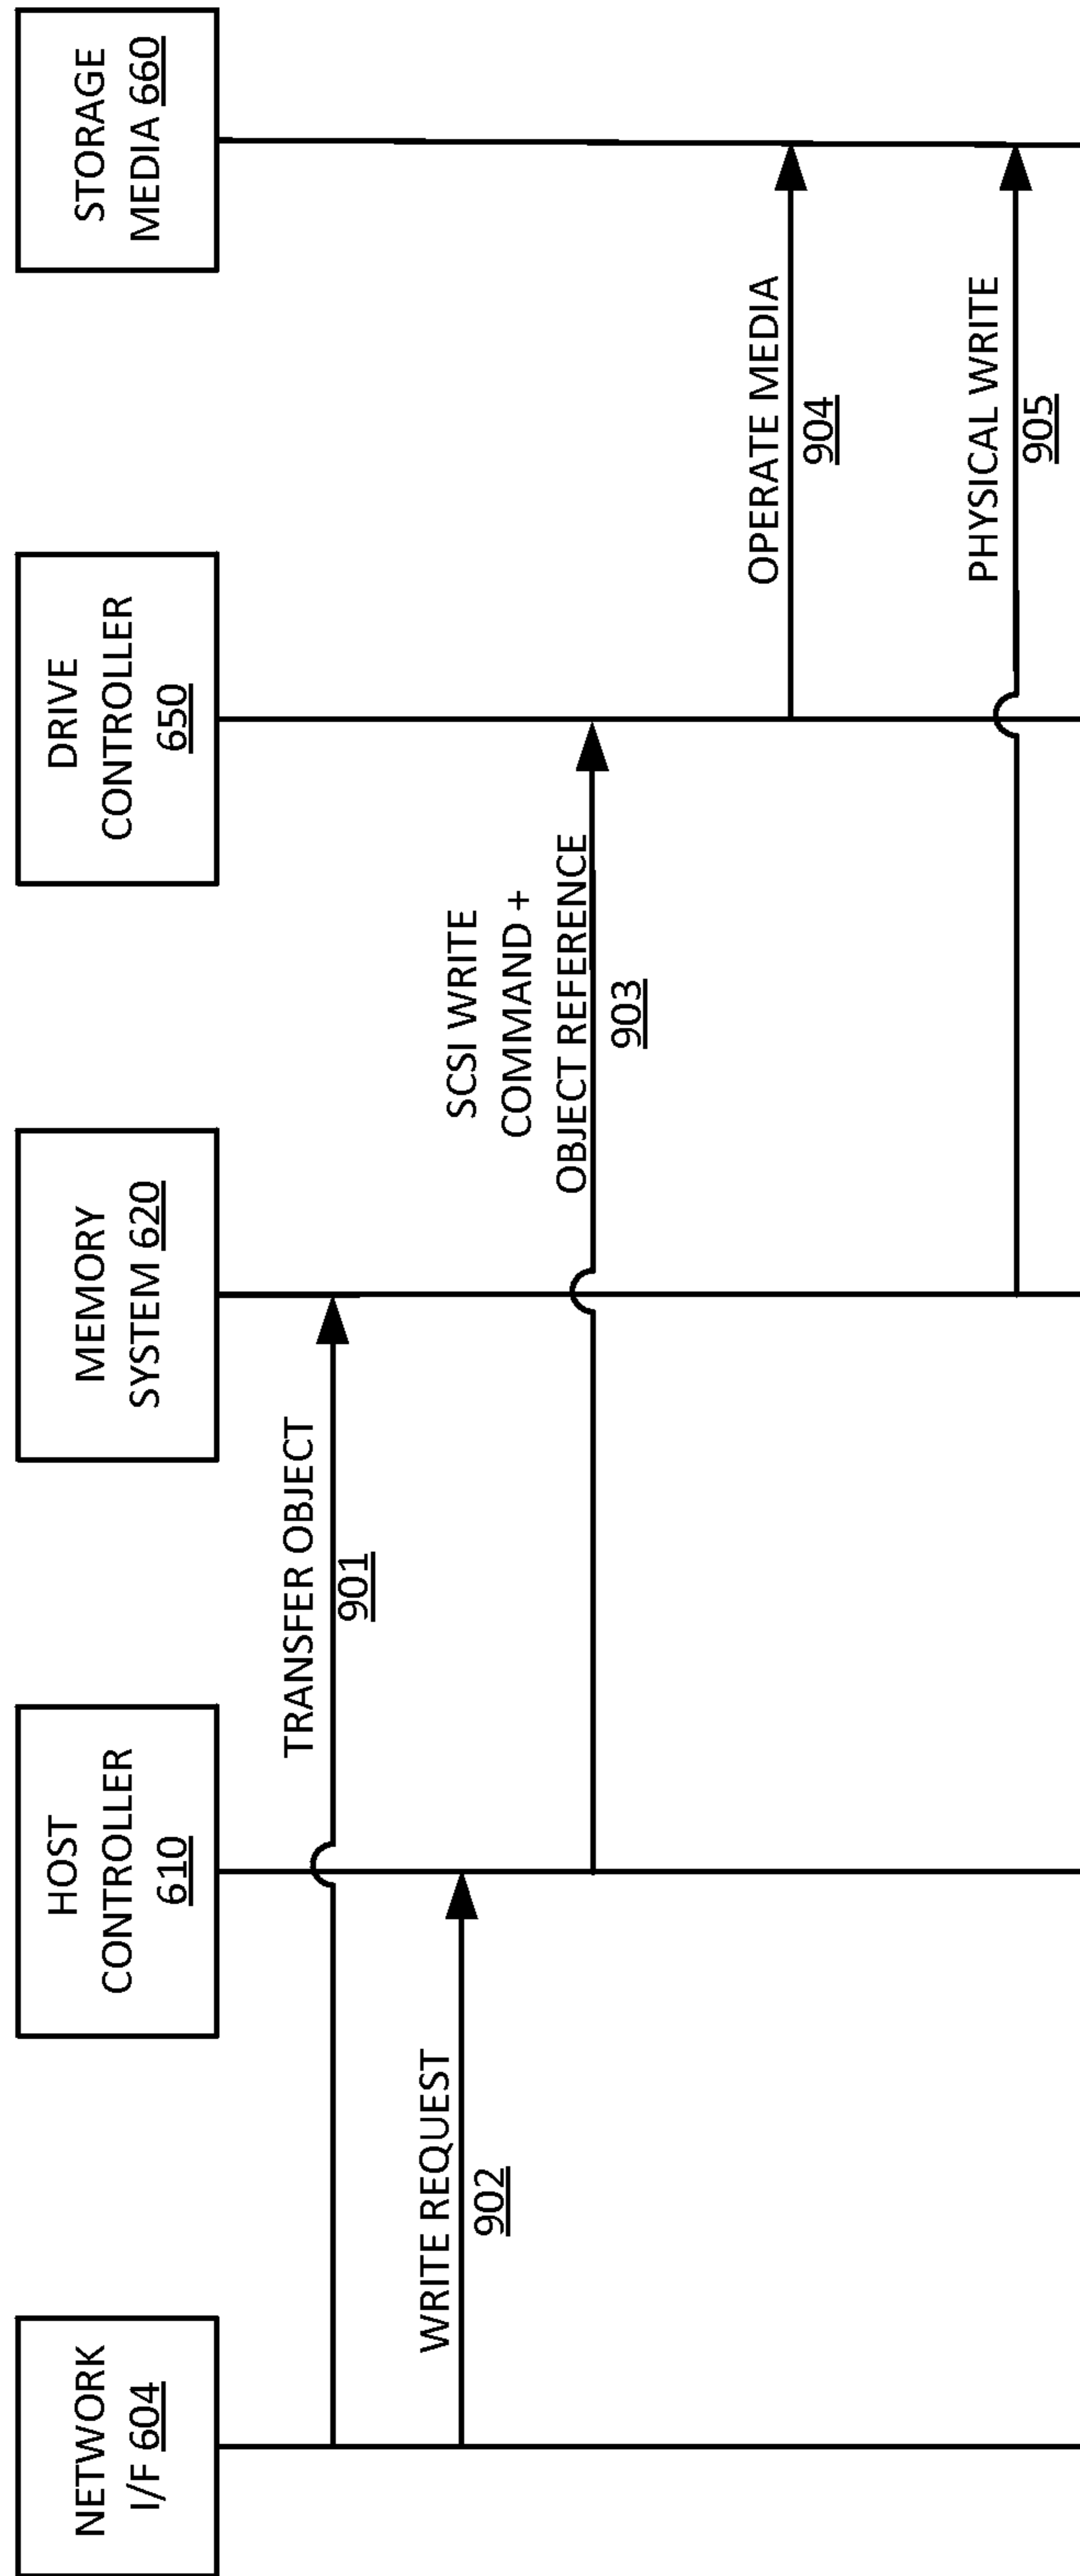 NETWORK
I/F 604
HOST
CONTROLLER
610
MEMORY
SYSTEM 620
DRIVE
CONTROLLER
650
STORAGE
MEDIA 660
TRANSFER OBJECT
901
WRITE REQUEST
902
SCSI WRITE
COMMAND +
OBJECT REFERENCE
903
OPERATE MEDIA
904
PHYSICAL WRITE
905